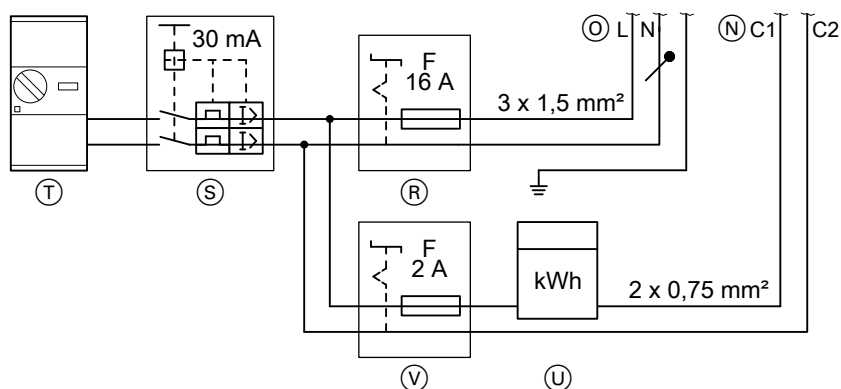 30 mA
F
16 A
3 x 1,5 mm²
O L N
N C1 C2
T
S
R
F
2 A
kWh
2 x 0,75 mm²
V
U